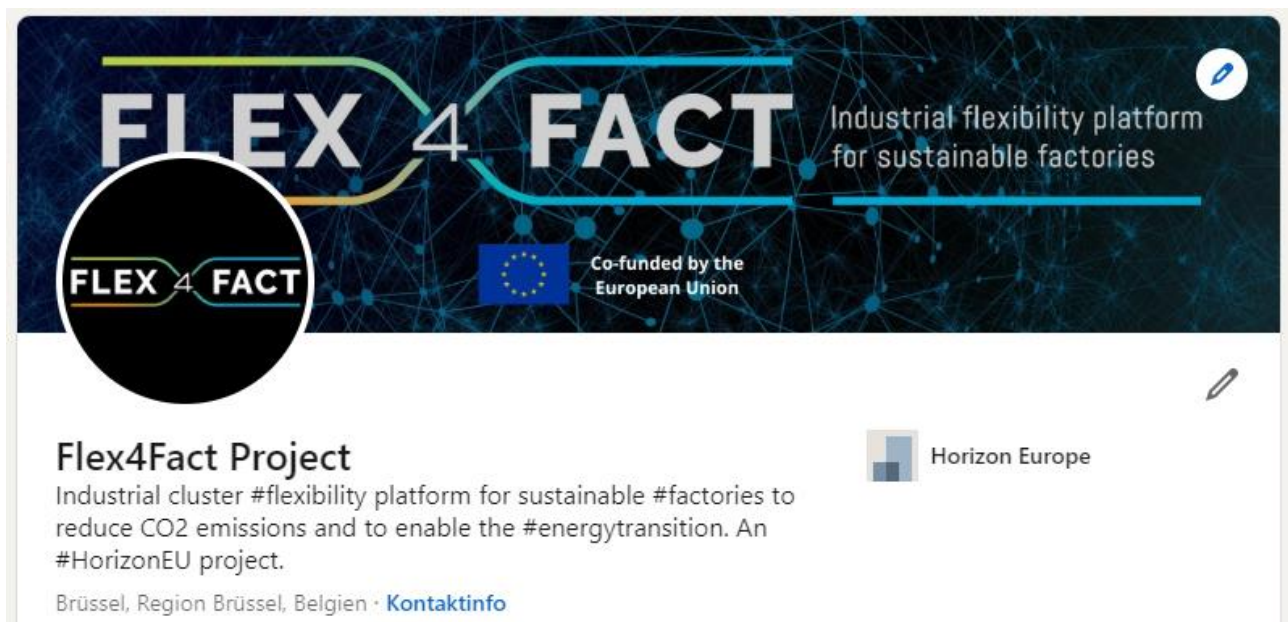 FLEX 4 FACT
Industrial flexibility platform
for sustainable factories
Co-funded by the
European Union
FLEX 4 FACT
Flex4Fact Project
Industrial cluster #flexibility platform for sustainable #factories to
reduce CO2 emissions and to enable the #energytransition. An
#HorizonEU project.
Brüssel, Region Brüssel, Belgien · Kontaktinfo
Horizon Europe